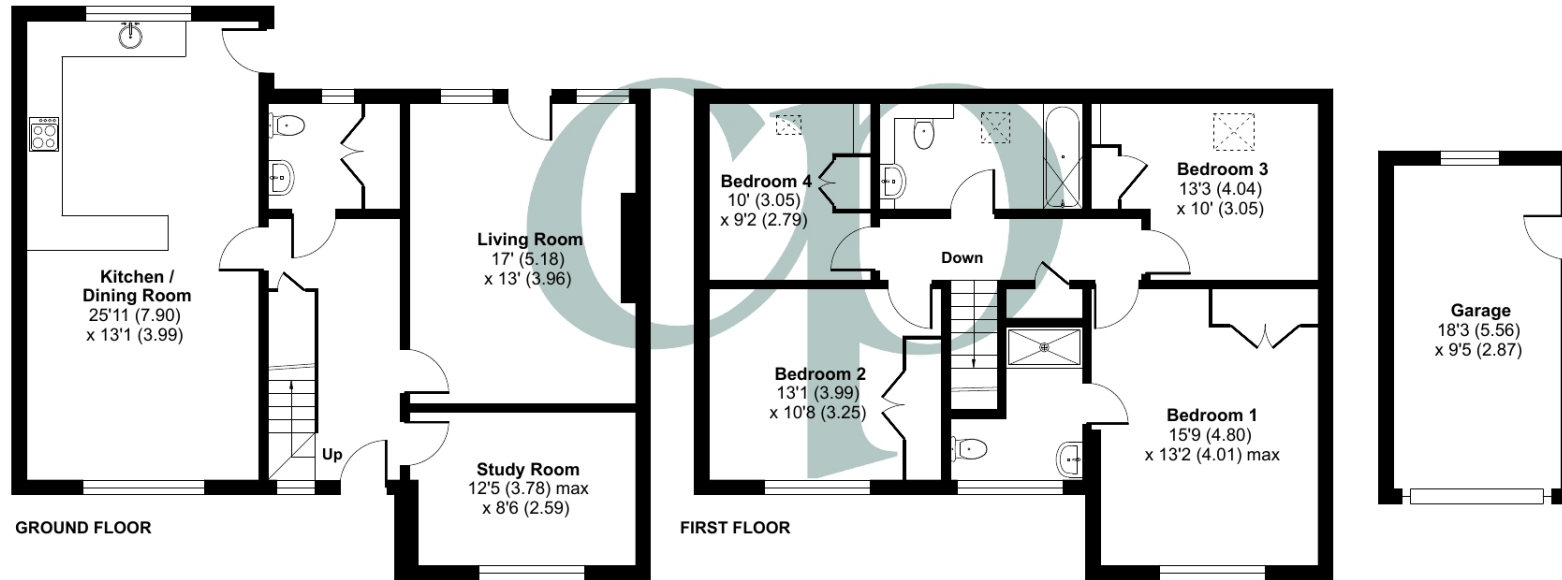 Kitchen /
Dining Room
25'11 (7.90)
x 13'1 (3.99)
Living Room
17' (5.18)
x 13' (3.96)
Up
Study Room
12'5 (3.78) max
x 8'6 (2.59)
GROUND FLOOR
cp
Bedroom 4
10' (3.05)
x 9'2 (2.79)
Bedroom 3
13'3 (4.04)
x 10' (3.05)
Down
Bedroom 2
13'1 (3.99)
x 10'8 (3.25)
Bedroom 1
15'9 (4.80)
x 13'2 (4.01) max
FIRST FLOOR
Garage
18'3 (5.56)
x 9'5 (2.87)